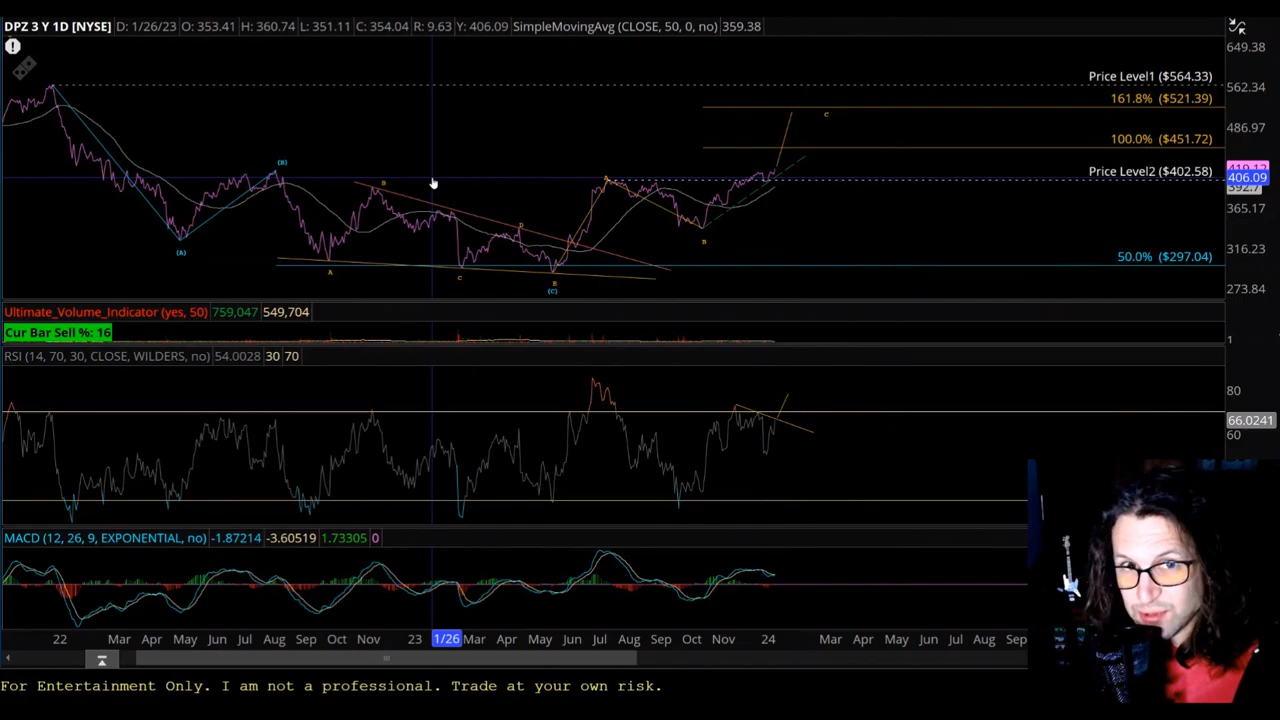 DPZ 3 Y 1D [NYSE] D: 1/26/23 O: 353.41 H: 360.74 L: 351.11 C: 354.04 R: 9.63 Y: 406.09 SimpleMovingAvg (CLOSE, 50, 0, no) 359.38
649.38
Price Level1 ($564.33)
562.34
161.8% ($521.39)
C
486.97
100.0% ($451.72)
(B)
Price Level2 ($402.58)
406.09
B
A
365.17
D
B
(A)
316.23
50.0% ($297.04)
A
C
E
(C)
273.84
Ultimate_Volume_Indicator (yes, 50) 759,047 549,704
Cur Bar Sell %: 16
1
RSI (14, 70, 30, CLOSE, WILDERS, no) 54.0028 30 70
80
66.0241
60
MACD (12, 26, 9, EXPONENTIAL, no) -1.87214 -3.60519 1.73305 0
22 Mar Apr May Jun Jul Aug Sep Oct Nov 23 1/26 Mar Apr May Jun Jul Aug Sep Oct Nov 24 Mar Apr May Jun Jul Aug Sep
For Entertainment Only. I am not a professional. Trade at your own risk.